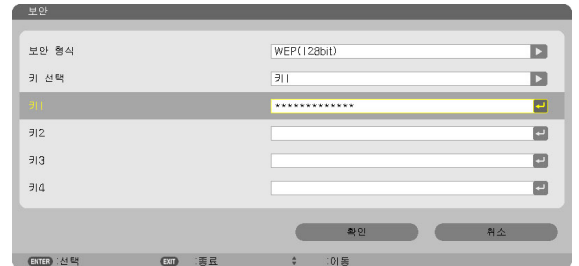 보안
보안 형식 WEP(128bit)
키 선택 키1
키1 *************
키2
키3
키4
확인 취소
ENTER :선택 EXIT :종료 :이동